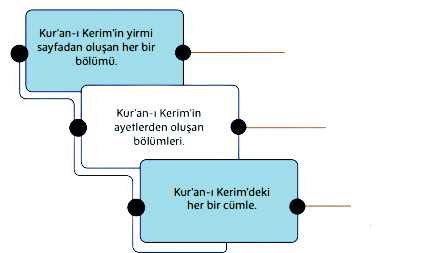 Kur'an-ı Kerim'in yirmi
sayfadan oluşan her bir
bölümü.
Kur'an-ı Kerim'in
ayetlerden oluşan
bölümleri.
Kur'an-ı Kerim'deki
her bir cümle.